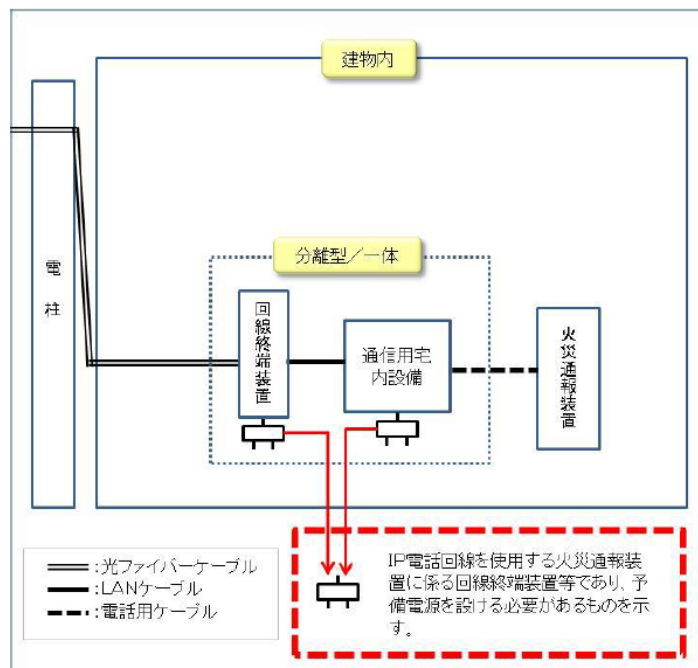 建物内
電柱
分離型／一体
回線終端装置
通信用宅
内設備
火災通報装置
IP電話回線を使用する火災通報装
置に係る回線終端装置等であり、予
備電源を設ける必要があるものを示
す。
:光ファイバーケーブル
:LANケーブル
:電話用ケーブル